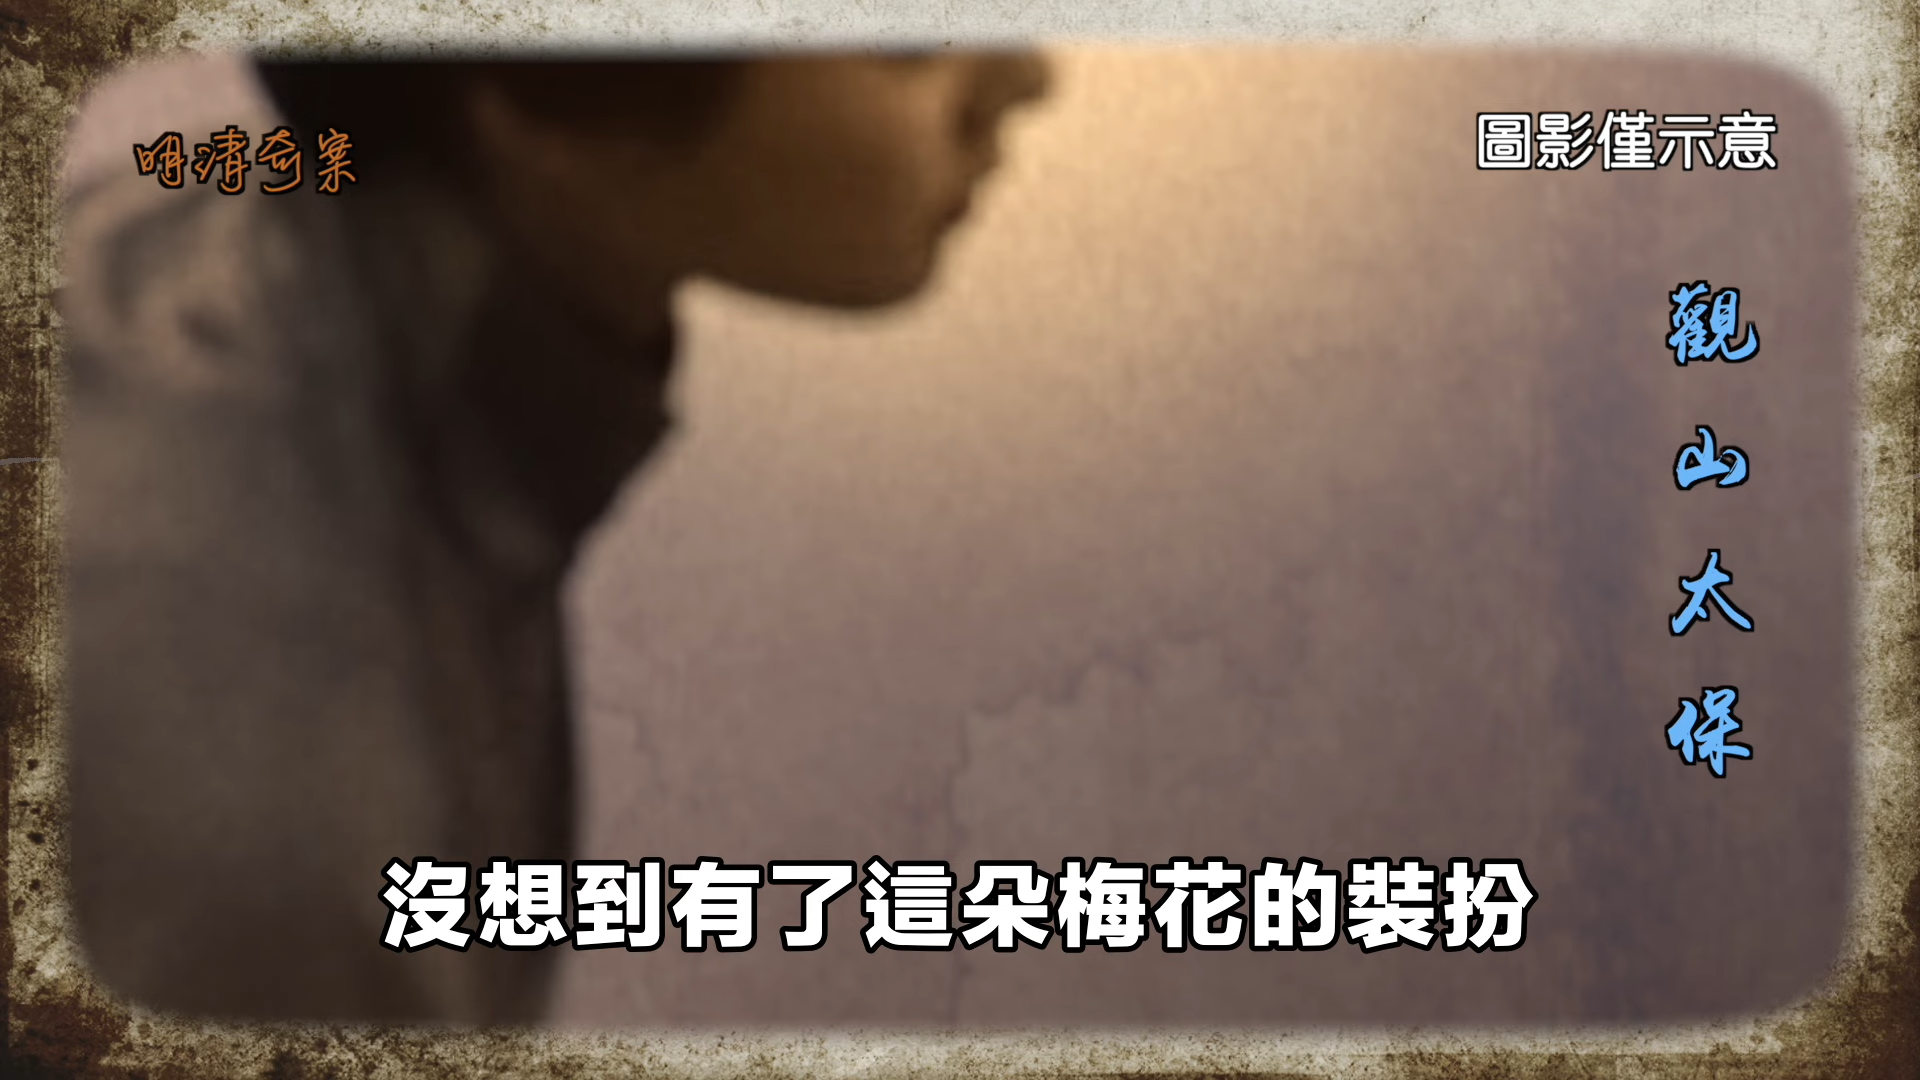 明清奇案
圖影僅示意
觀山太保
沒想到有了這朵梅花的裝扮